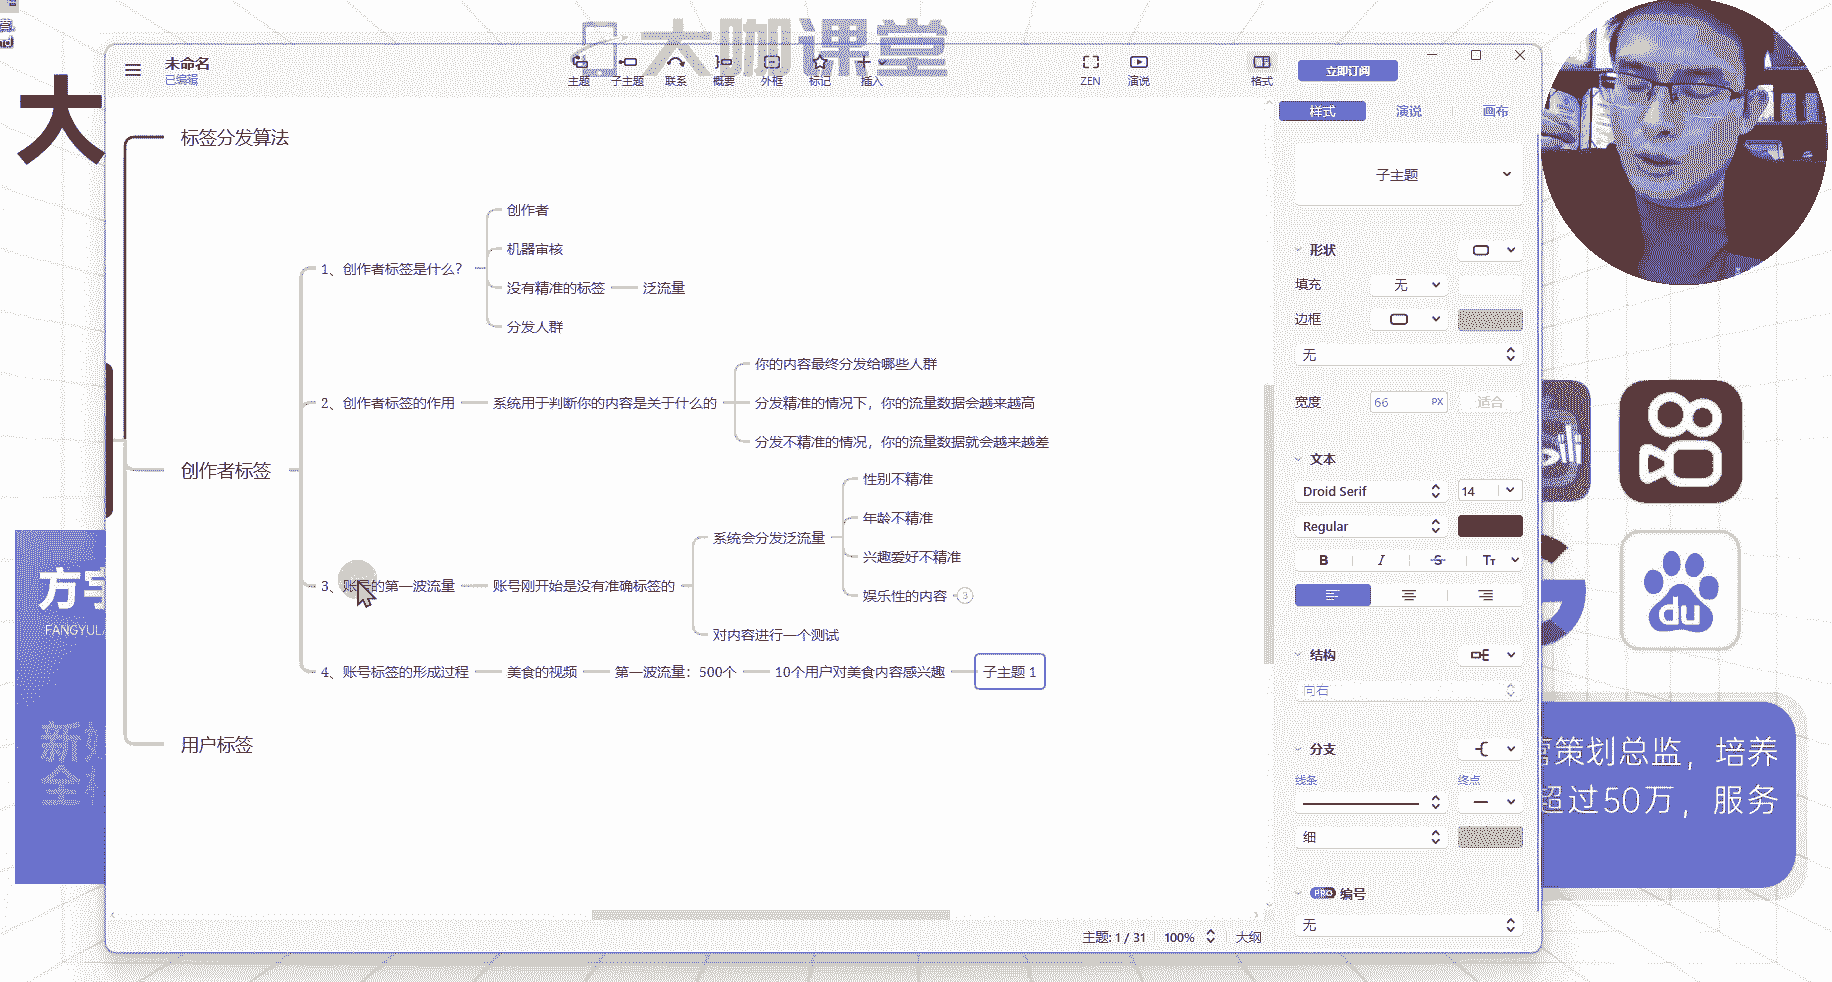 大咖课堂
大
未命名
已编辑
主题
子主题
联系
概要
外框
标记
插入
ZEN
演说
格式
立即订阅
样式
演说
画布
子主题
形状
填充
无
边框
无
宽度
66
PX
适合
文本
Droid Serif
14
Regular
B
I
S
TT
结构
向右
分支
线条
终点
细
PRO
编号
无
标签分发算法
创作者标签
1、创作者标签是什么?
创作者
机器审核
没有精准的标签
泛流量
分发人群
2、创作者标签的作用
系统用于判断你的内容是关于什么的
你的内容最终分发给哪些人群
分发精准的情况下，你的流量数据会越来越高
分发不精准的情况，你的流量数据就会越来越差
3、账号的第一波流量
账号刚开始是没有准确标签的
系统会分发泛流量
性别不精准
年龄不精准
兴趣爱好不精准
娱乐性的内容
3
对内容进行一个测试
4、账号标签的形成过程
美食的视频
第一波流量：500个
10个用户对美食内容感兴趣
子主题 1
用户标签
主题: 1 / 31
100%
大纲
方宇
FANGYUL
新
全
du
策划总监，培养
超过50万，服务